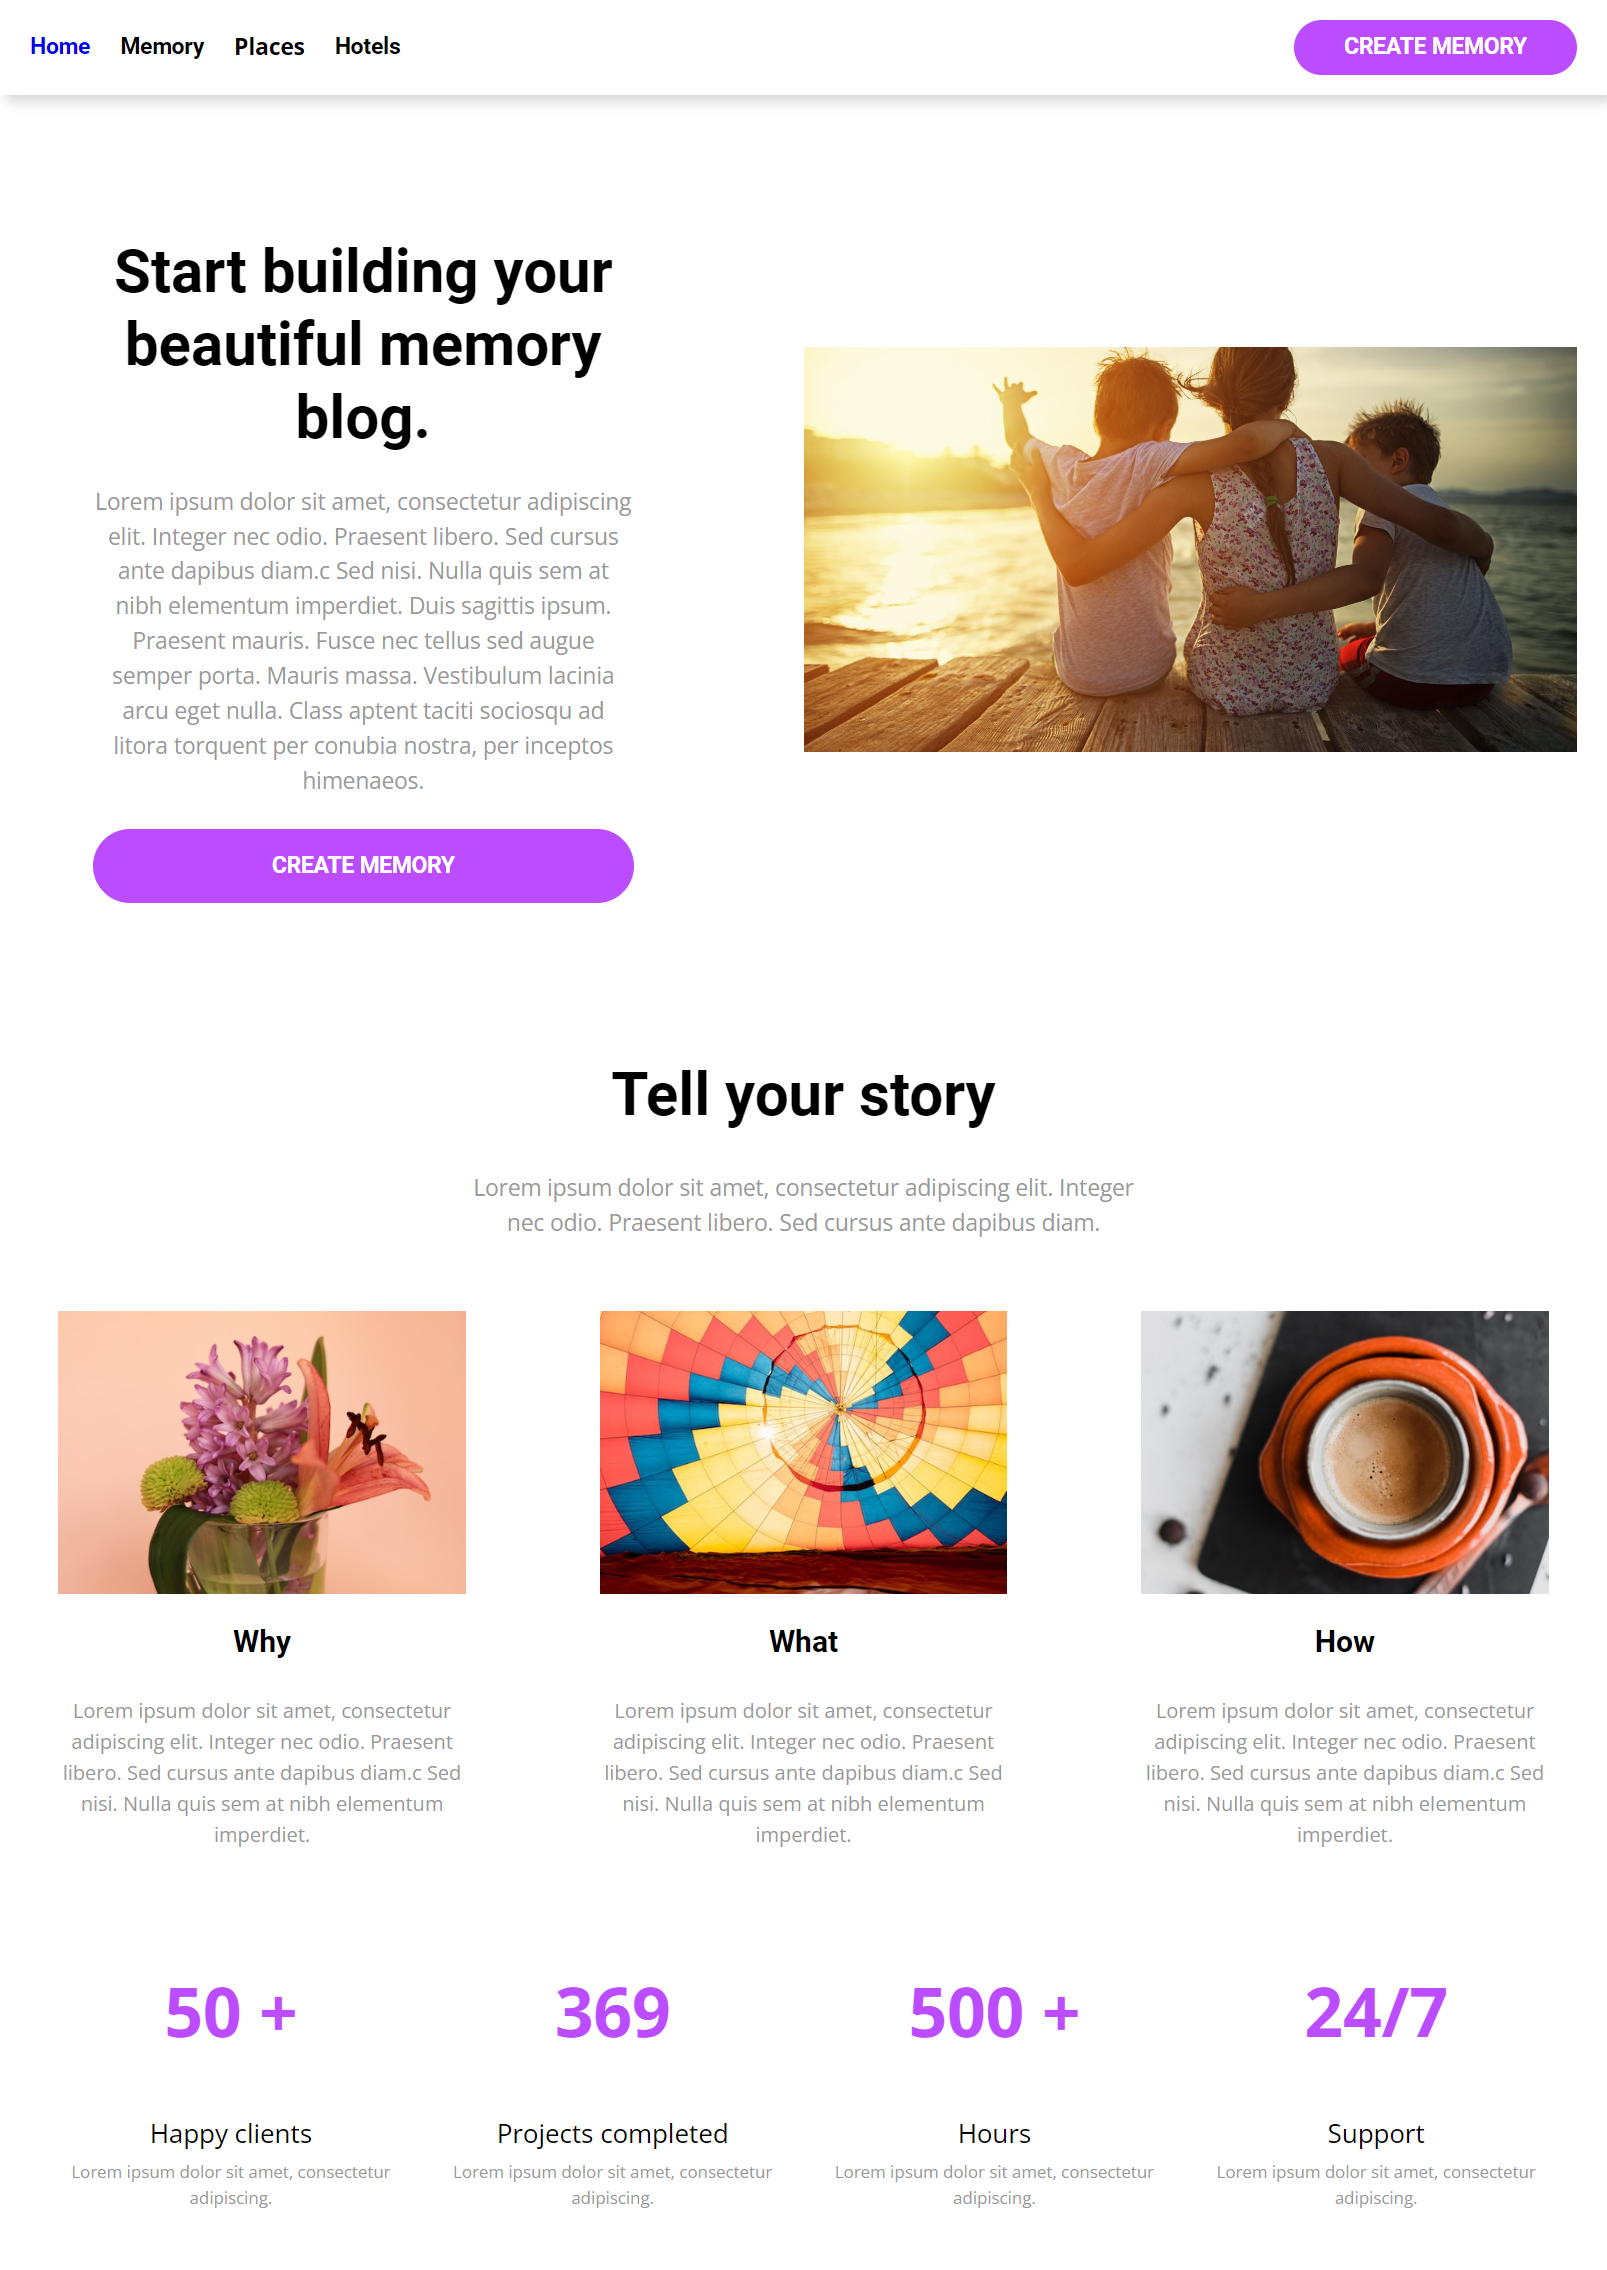 Home Memory Places Hotels CREATE MEMORY
Start building your
beautiful memory
blog.
Lorem ipsum dolor sit amet, consectetur adipiscing
elit. Integer nec odio. Praesent libero. Sed cursus
ante dapibus diam.c Sed nisi. Nulla quis sem at
nibh elementum imperdiet. Duis sagittis ipsum.
Praesent mauris. Fusce nec tellus sed augue
semper porta. Mauris massa. Vestibulum lacinia
arcu eget nulla. Class aptent taciti sociosqu ad
litora torquent per conubia nostra, per inceptos
himenaeos.
CREATE MEMORY
Tell your story
Lorem ipsum dolor sit amet, consectetur adipiscing elit. Integer
nec odio. Praesent libero. Sed cursus ante dapibus diam.
Why
Lorem ipsum dolor sit amet, consectetur
adipiscing elit. Integer nec odio. Praesent
libero. Sed cursus ante dapibus diam.c Sed
nisi. Nulla quis sem at nibh elementum
imperdiet.
What
Lorem ipsum dolor sit amet, consectetur
adipiscing elit. Integer nec odio. Praesent
libero. Sed cursus ante dapibus diam.c Sed
nisi. Nulla quis sem at nibh elementum
imperdiet.
How
Lorem ipsum dolor sit amet, consectetur
adipiscing elit. Integer nec odio. Praesent
libero. Sed cursus ante dapibus diam.c Sed
nisi. Nulla quis sem at nibh elementum
imperdiet.
50 +
Happy clients
Lorem ipsum dolor sit amet, consectetur
adipiscing.
369
Projects completed
Lorem ipsum dolor sit amet, consectetur
adipiscing.
500 +
Hours
Lorem ipsum dolor sit amet, consectetur
adipiscing.
24/7
Support
Lorem ipsum dolor sit amet, consectetur
adipiscing.